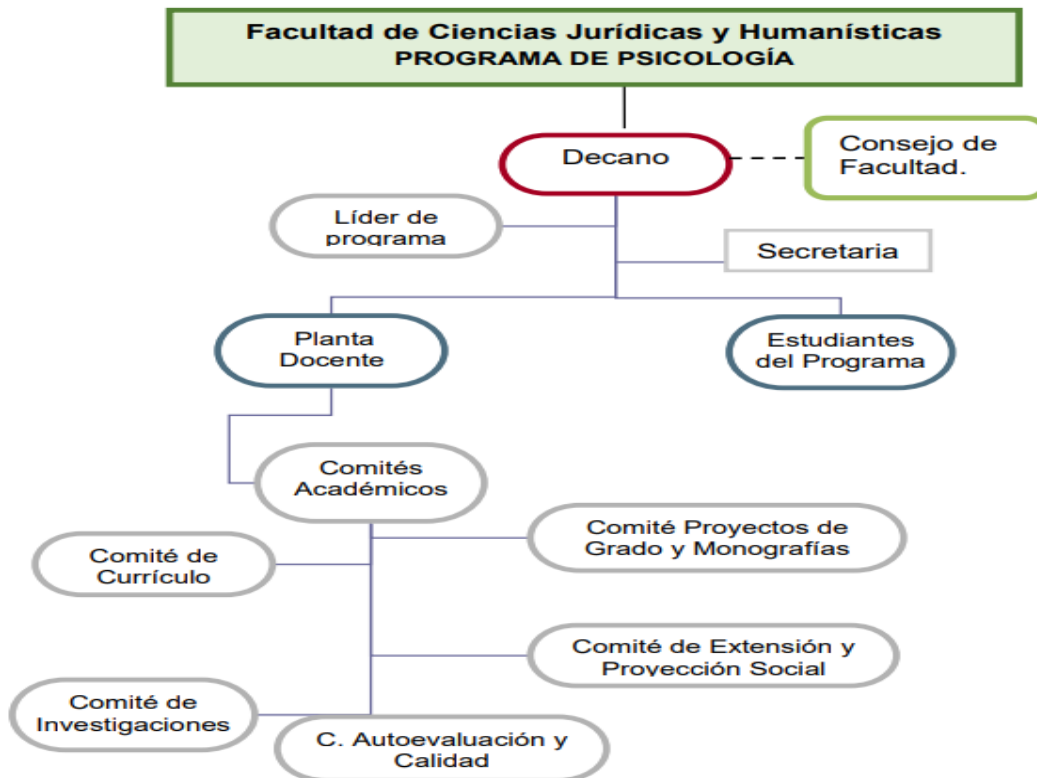 Facultad de Ciencias Jurídicas y Humanísticas
PROGRAMA DE PSICOLOGÍA
Decano
Consejo de
Facultad.
Líder de
programa
Secretaria
Planta
Docente
Estudiantes
del Programa
Comités
Académicos
Comité Proyectos de
Grado y Monografías
Comité de
Currículo
Comité de Extensión y
Proyección Social
Comité de
Investigaciones
C. Autoevaluación y
Calidad